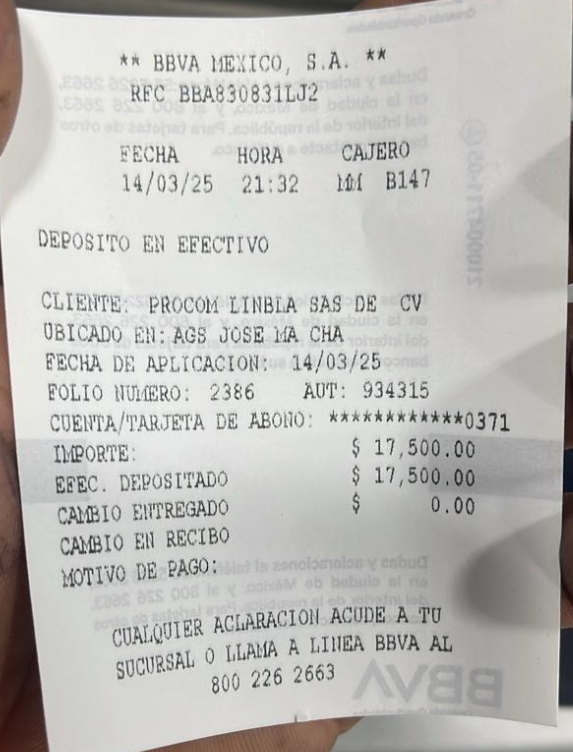 ** BBVA MEXICO, S.A. **
RFC BBA830831LJ2
FECHA HORA CAJERO
14/03/25 21:32 MM B147
DEPOSITO EN EFECTIVO
CLIENTE: PROCOM LINBLA SAS DE CV
UBICADO EN: AGS JOSE MA CHA
FECHA DE APLICACION: 14/03/25
FOLIO NUMERO: 2386 AUT: 934315
CUENTA/TARJETA DE ABONO: ************0371
IMPORTE: $ 17,500.00
EFEC. DEPOSITADO $ 17,500.00
CAMBIO ENTREGADO $ 0.00
CAMBIO EN RECIBO
MOTIVO DE PAGO:
CUALQUIER ACLARACION ACUDE A TU
SUCURSAL O LLAMA A LINEA BBVA AL
800 226 2663
BBVA